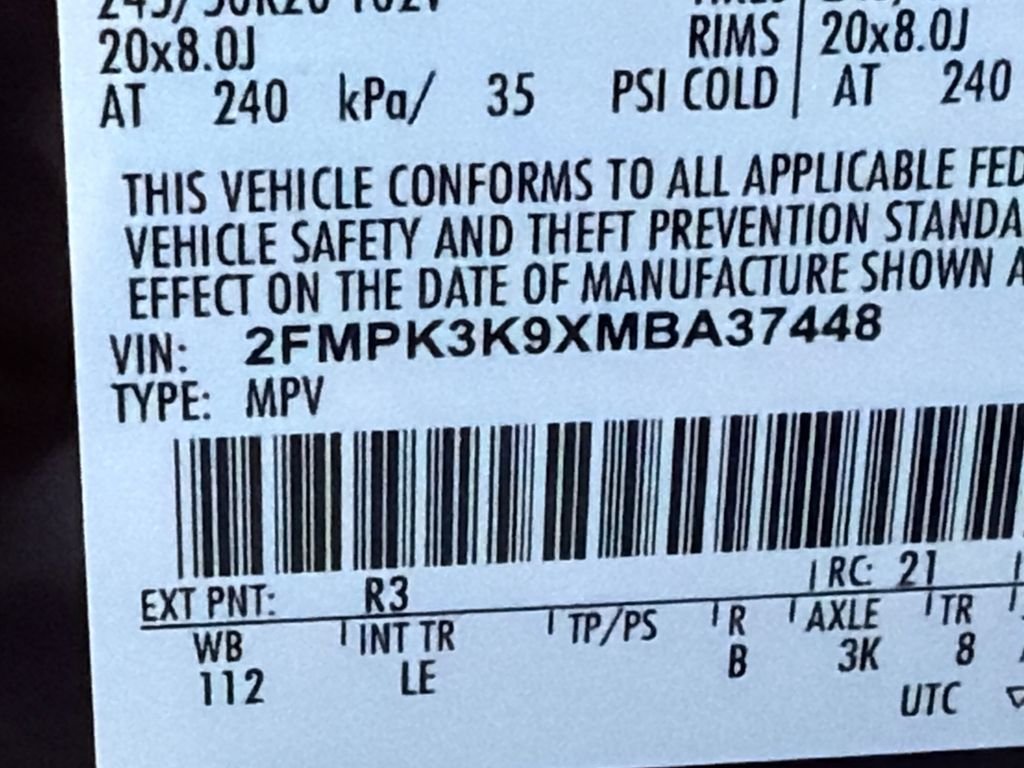 20x8.0J RIMS 20x8.0J
AT 240 kPa/ 35 PSI COLD AT 240
THIS VEHICLE CONFORMS TO ALL APPLICABLE FED
VEHICLE SAFETY AND THEFT PREVENTION STANDA
EFFECT ON THE DATE OF MANUFACTURE SHOWN A
VIN: 2FMPK3K9XMBA37448
TYPE: MPV
EXT PNT: R3 RC: 21
WB INT TR TP/PS R AXLE TR
112 LE B 3K 8
UTC